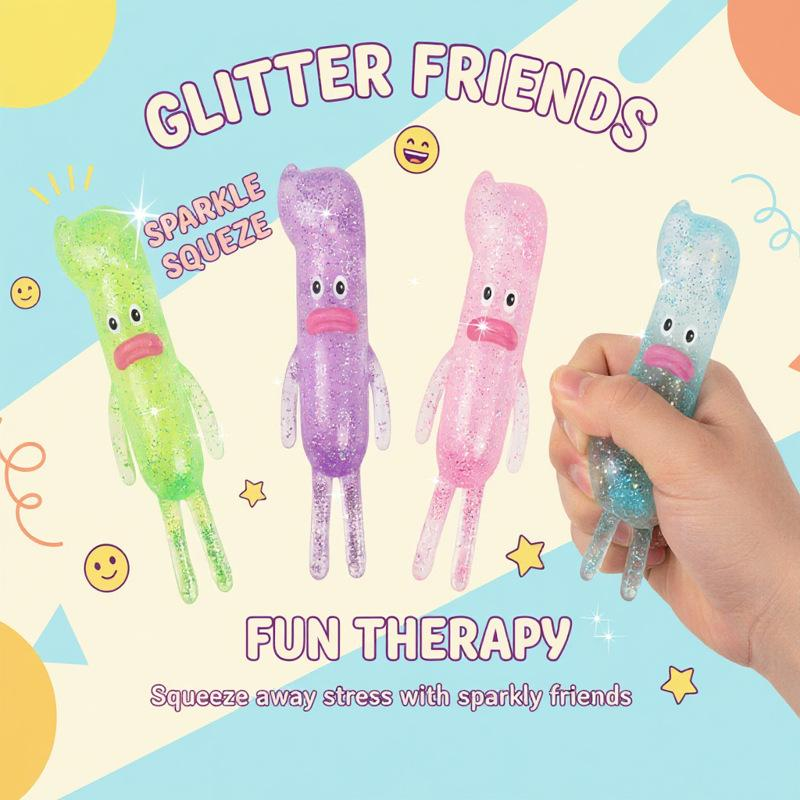 GLITTER FRIENDS
SPARKLE
SQUEZE
FUN THERAPY
Squeeze away stress with sparkly friends